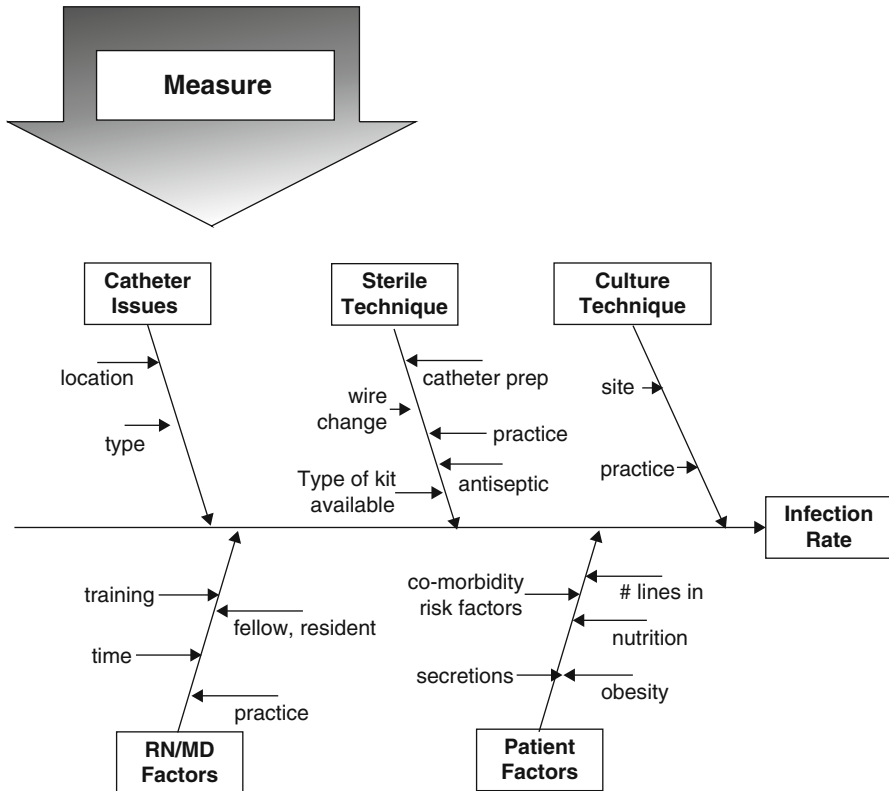 Measure
Catheter
Issues
Sterile
Technique
Culture
Technique
location
type
catheter prep
wire
change
practice
antiseptic
Type of kit
available
site
practice
Infection
Rate
training
fellow, resident
time
practice
co-morbidity
risk factors
# lines in
nutrition
secretions
obesity
RN/MD
Factors
Patient
Factors